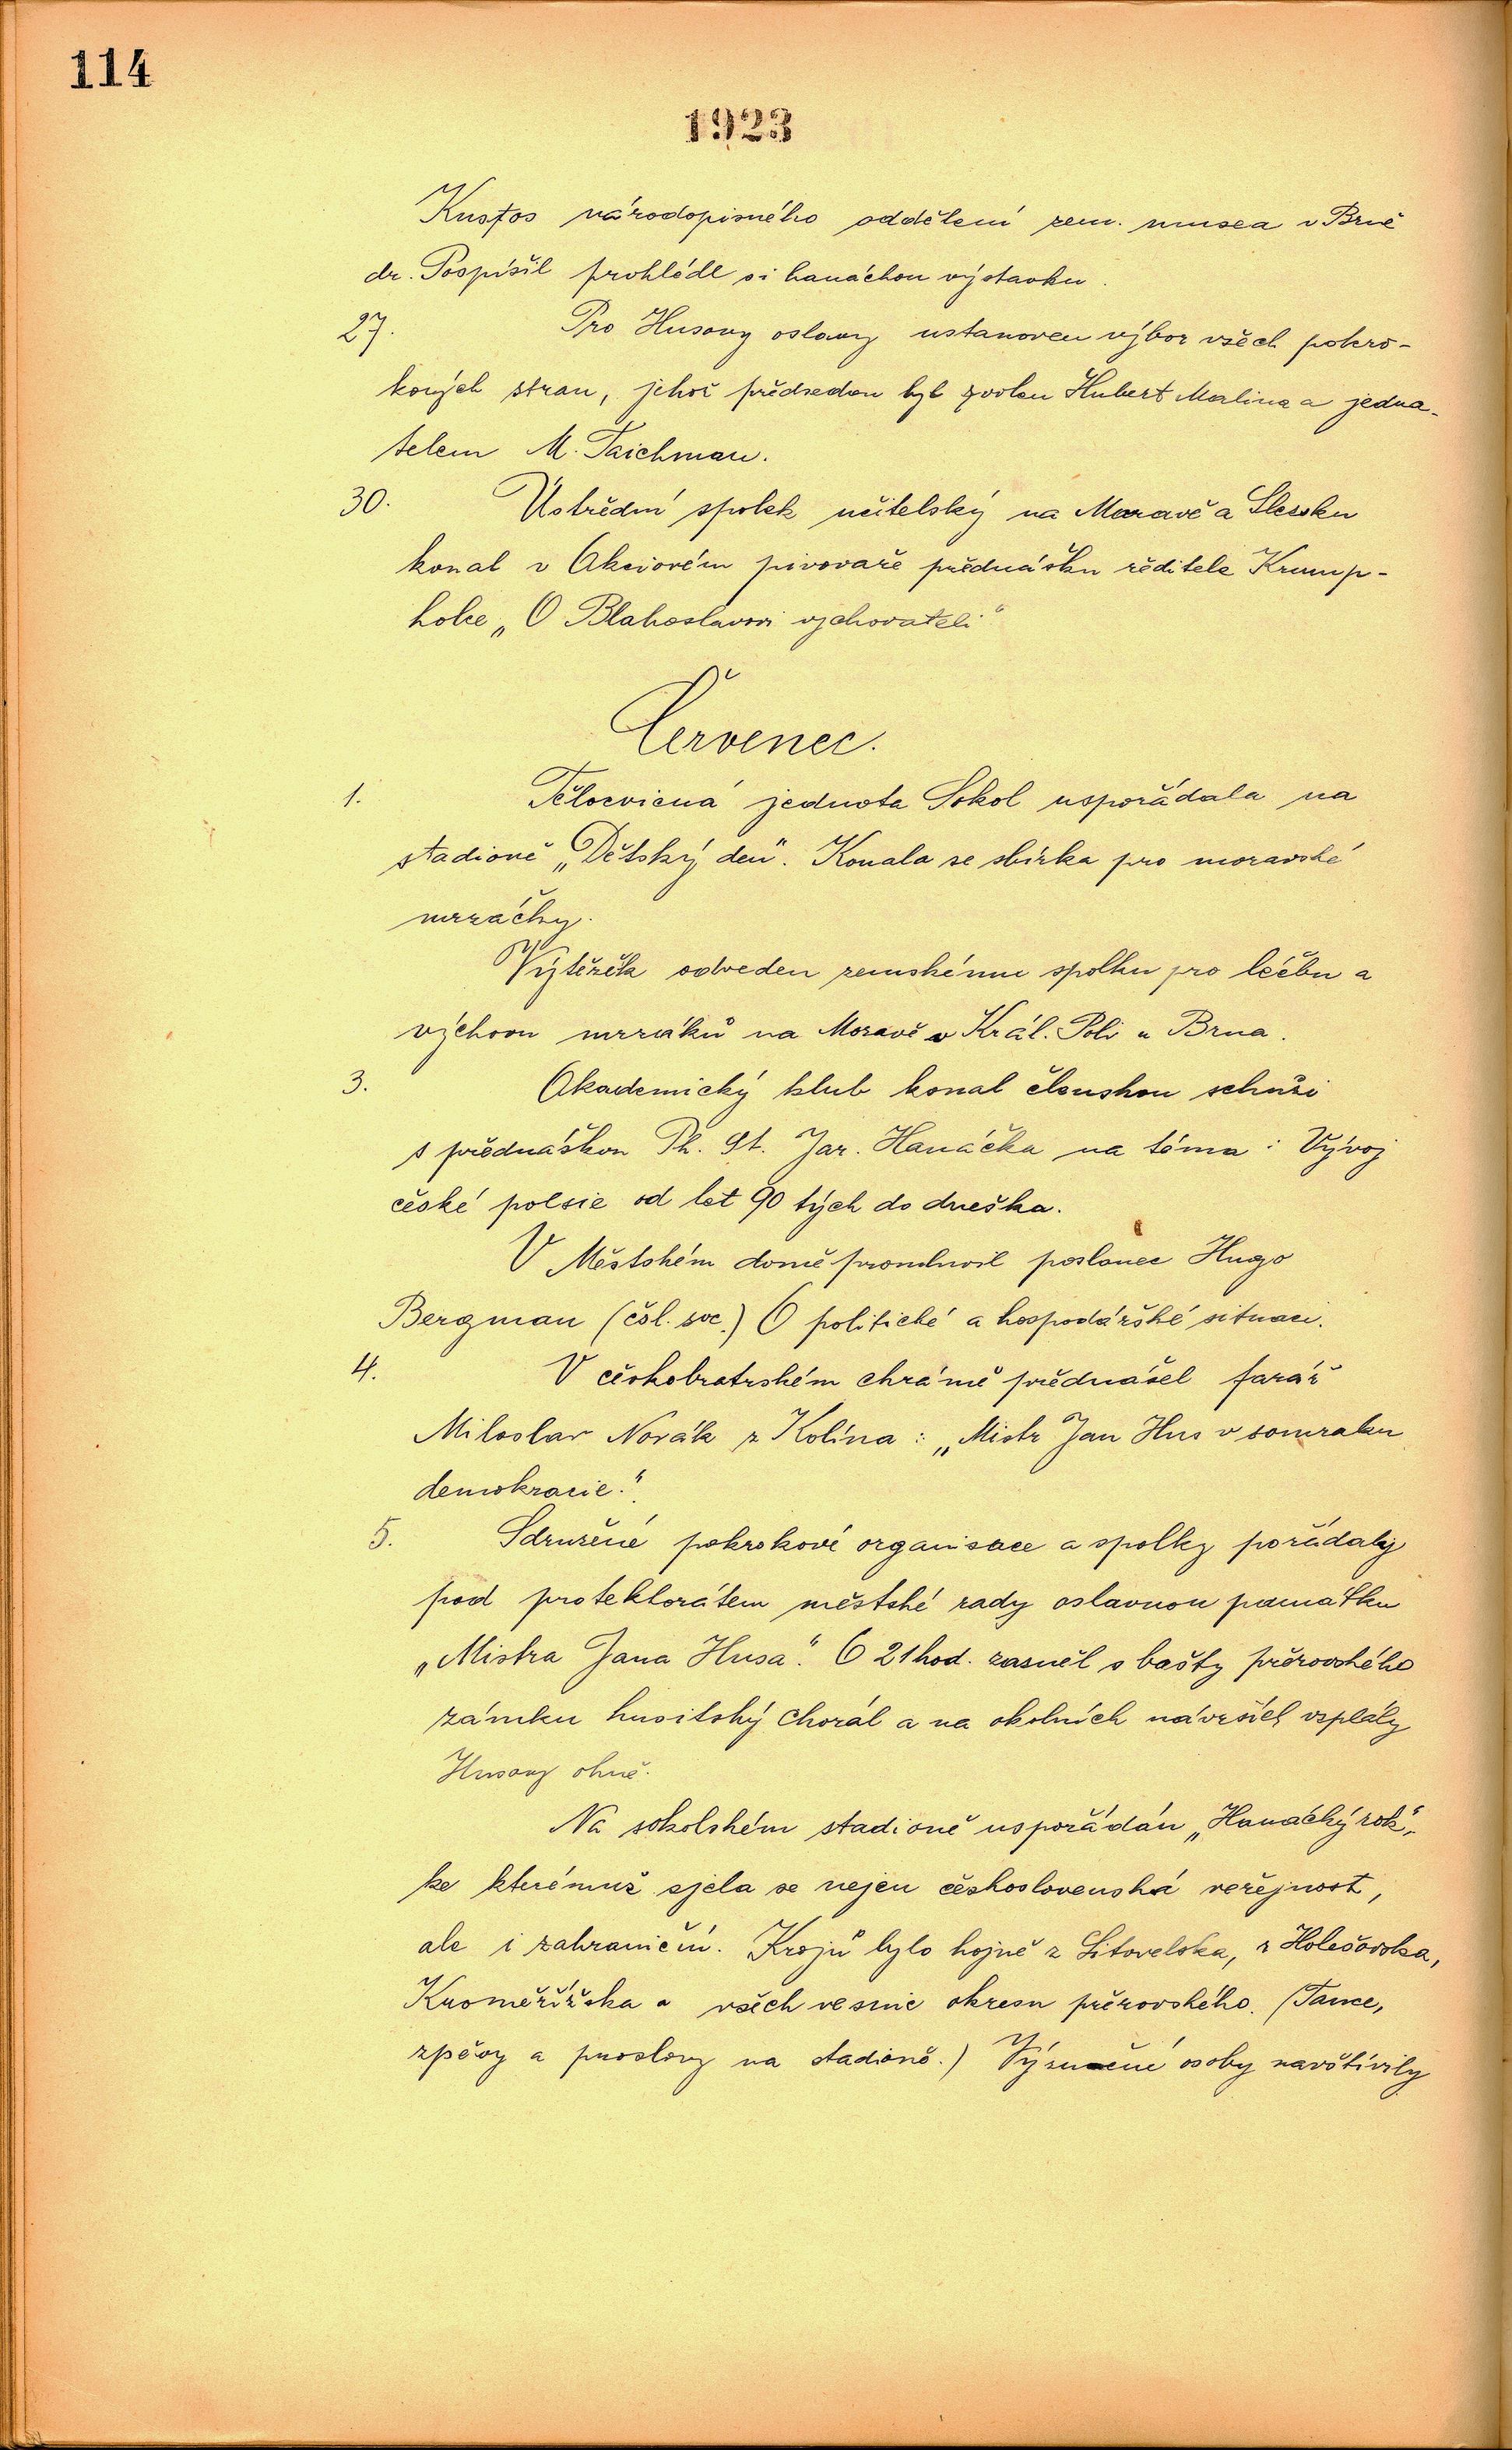 114
1923
Kustos národopisného oddělení zem. musea v Brně
dr. Pospíšil prohlédl si hanáckou výstavku.
27. Pro Husovy oslavy ustanoven výbor všech pokro-
kových stran, jehož předsedou byl zvolen Hubert Malina a jedna-
telem M. Taichman.
30. Ústřední spolek učitelský na Moravě a Slezsku
konal v Akciovém pivovaře přednášku ředitele Krump-
holce „O Blahoslavovi vychovateli"
Červenec.
1. Tělocvičná jednota Sokol uspořádala na
stadioně „Dětský den". Konala se sbírka pro moravské
mrzáčky.
Výtěžek odveden zemskému spolku pro léčbu a
výchovu mrzáků na Moravě v Král. Poli u Brna.
3. Akademický klub konal členskou schůzi
s přednáškou Ph. St. Jar. Hanáčka na téma: Vývoj
české poesie od let 90 tých do dneška.
V Městském domě promluvil poslanec Hugo
Bergman (čsl. soc.) O politické a hospodářské situaci.
4. V českobratrském chrámě přednášel farář
Miloslav Novák z Kolína: „Mistr Jan Hus v soumraku
demokracie."
5. Sdružené pokrokové organisace a spolky pořádaly
pod protektorátem městské rady oslavnou památku
„Mistra Jana Husa". O 21 hod. zazněl s bašty přerovského
zámku husitský chorál a na okolních návrších vzplály
Husovy ohně.
Na sokolském stadioně uspořádán „Hanácký rok",
ke kterémuž sjela se nejen československá veřejnost,
ale i zahraniční. Krojů bylo hojně z Litovelska, z Holešovska,
Kroměřížska a všech vesnic okresu přerovského. (Tance,
zpěvy a proslovy na stadioně.) Význačné osoby navštívily